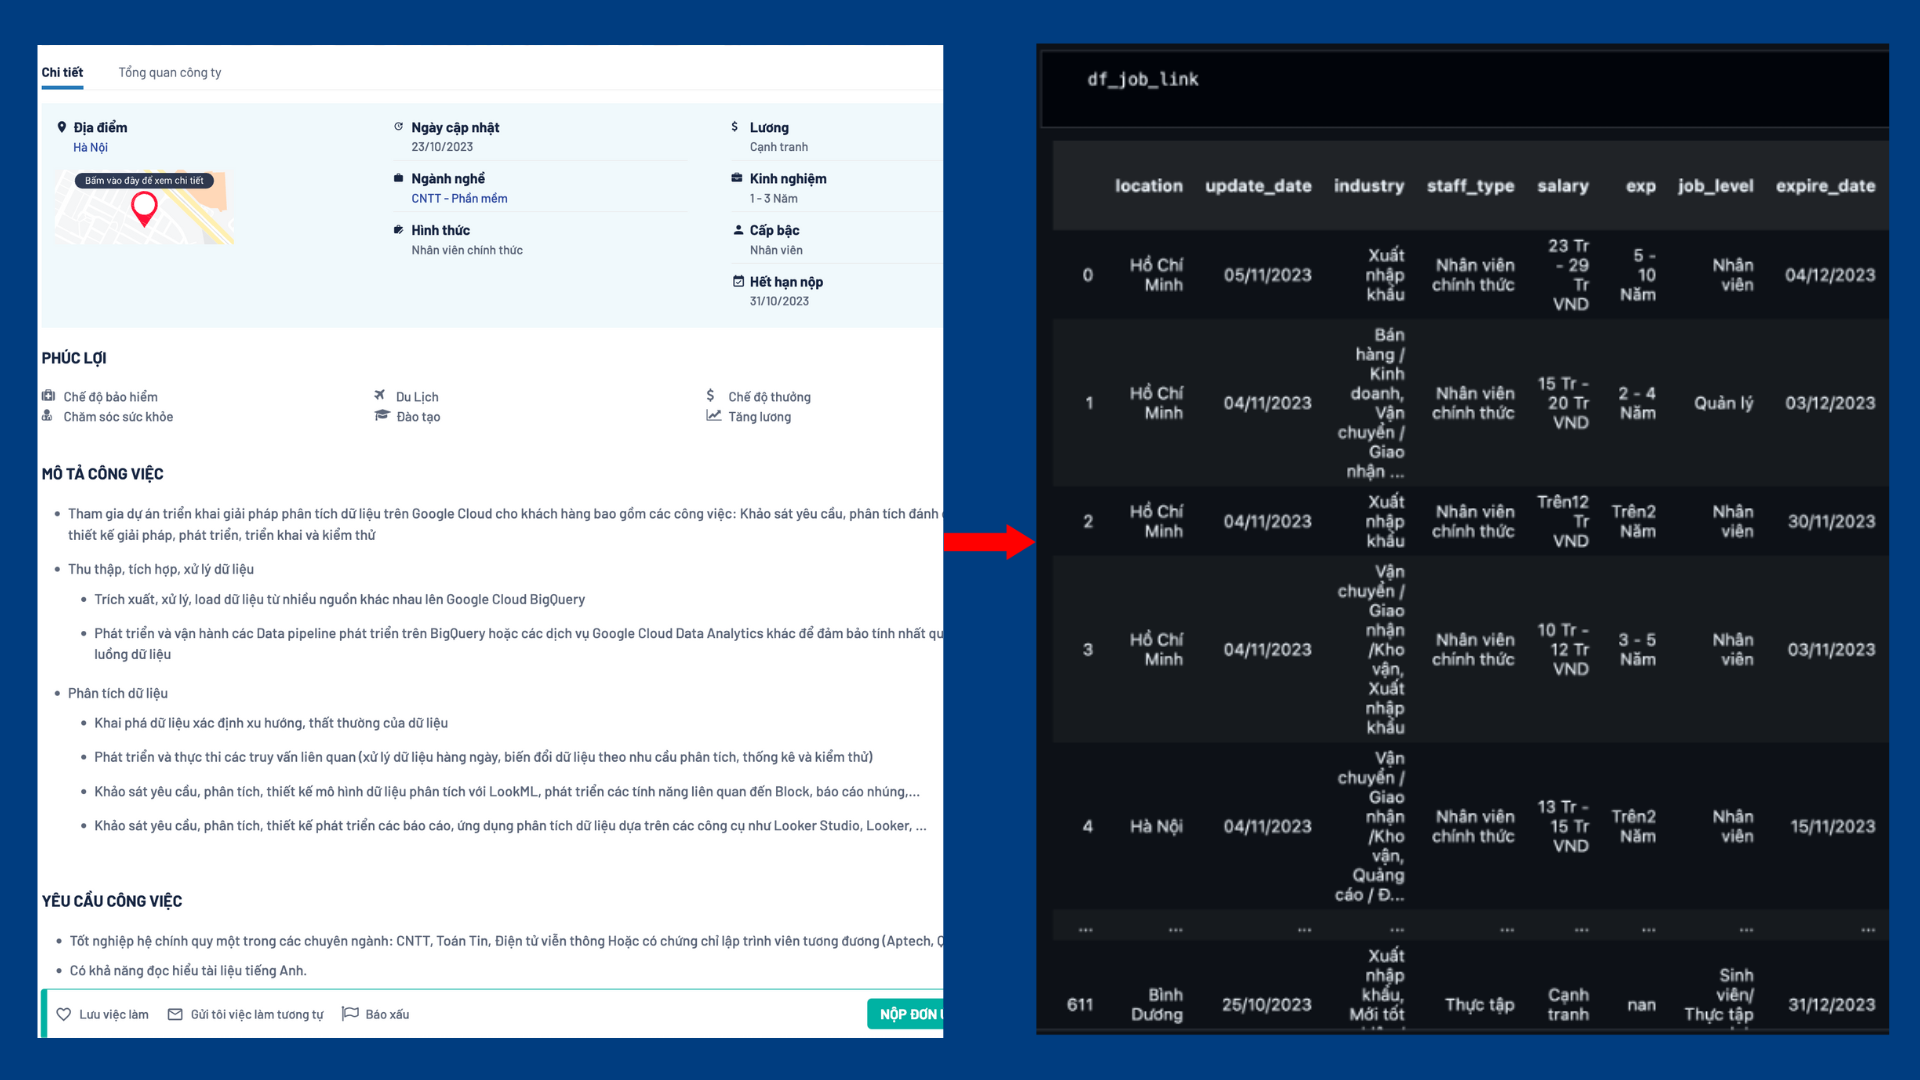 Chi tiết
Tổng quan công ty
Địa điểm
Hà Nội
Bấm vào đây để xem chi tiết
Ngày cập nhật
23/10/2023
Ngành nghề
CNTT - Phần mềm
Hình thức
Nhân viên chính thức
Lương
Cạnh tranh
Kinh nghiệm
1 - 3 Năm
Cấp bậc
Nhân viên
Hết hạn nộp
31/10/2023
PHÚC LỢI
Chế độ bảo hiểm
Du Lịch
Chế độ thưởng
Chăm sóc sức khỏe
Đào tạo
Tăng lương
MÔ TẢ CÔNG VIỆC
Tham gia dự án triển khai giải pháp phân tích dữ liệu trên Google Cloud cho khách hàng bao gồm các công việc: Khảo sát yêu cầu, phân tích đánh
thiết kế giải pháp, phát triển, triển khai và kiểm thử
Thu thập, tích hợp, xử lý dữ liệu
Trích xuất, xử lý, load dữ liệu từ nhiều nguồn khác nhau lên Google Cloud BigQuery
Phát triển và vận hành các Data pipeline phát triển trên BigQuery hoặc các dịch vụ Google Cloud Data Analytics khác để đảm bảo tính nhất qu
luồng dữ liệu
Phân tích dữ liệu
Khai phá dữ liệu xác định xu hướng, thất thường của dữ liệu
Phát triển và thực thi các truy vấn liên quan (xử lý dữ liệu hàng ngày, biến đổi dữ liệu theo nhu cầu phân tích, thống kê và kiểm thử)
Khảo sát yêu cầu, phân tích, thiết kế mô hình dữ liệu phân tích với LookML, phát triển các tính năng liên quan đến Block, báo cáo nhúng,...
Khảo sát yêu cầu, phân tích, thiết kế phát triển các báo cáo, ứng dụng phân tích dữ liệu dựa trên các công cụ như Looker Studio, Looker, ...
YÊU CẦU CÔNG VIỆC
Tốt nghiệp hệ chính quy một trong các chuyên ngành: CNTT, Toán Tin, Điện tử viễn thông Hoặc có chứng chỉ lập trình viên tương đương (Aptech,
Có khả năng đọc hiểu tài liệu tiếng Anh.
Lưu việc làm
Gửi tôi việc làm tương tự
Báo xấu
NỘP ĐƠN
df_job_link
location update_date industry staff_type salary exp job_level expire_date
0
Hồ Chí
Minh
05/11/2023
Xuất
nhập
khẩu
Nhân viên
chính thức
23 Tr
- 29
Tr
VND
5 -
10
Năm
Nhân
viên
04/12/2023
1
Hồ Chí
Minh
04/11/2023
Bán
hàng /
Kinh
doanh,
Vận
chuyển /
Giao
nhận ...
Nhân viên
chính thức
15 Tr -
20 Tr
VND
2 - 4
Năm
Quản lý
03/12/2023
2
Hồ Chí
Minh
04/11/2023
Xuất
nhập
khẩu
Nhân viên
chính thức
Trên12
Tr
VND
Trên2
Năm
Nhân
viên
30/11/2023
3
Hồ Chí
Minh
04/11/2023
Vận
chuyển /
Giao
nhận
/Kho
vận,
Xuất
nhập
khẩu
Nhân viên
chính thức
10 Tr -
12 Tr
VND
3 - 5
Năm
Nhân
viên
03/11/2023
4
Hà Nội
04/11/2023
Vận
chuyển /
Giao
nhận
/Kho
vận,
Quảng
cáo / Đ...
Nhân viên
chính thức
13 Tr -
15 Tr
VND
Trên2
Năm
Nhân
viên
15/11/2023
... ... ... ... ... ... ... ... ...
611
Bình
Dương
25/10/2023
Xuất
nhập
khẩu,
Mới tốt
Thực tập
Cạnh
tranh
nan
Sinh
viên/
Thực tập
31/12/2023